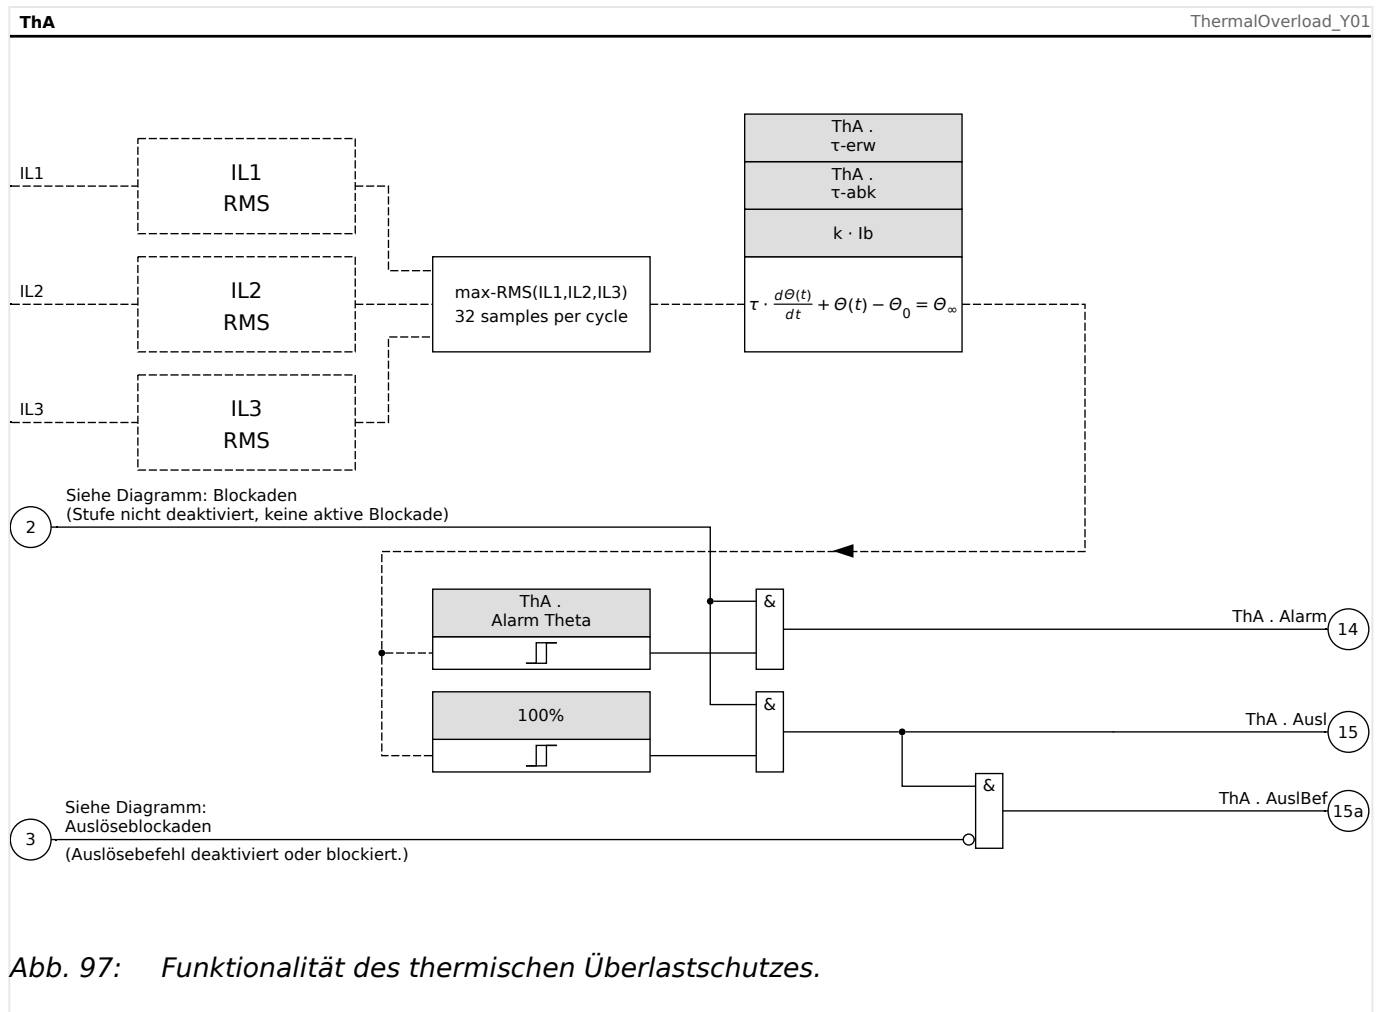 ThA
ThermalOverload_Y01
ThA .
τ-erw
ThA .
τ-abk
k · Ib
IL1
IL1
RMS
IL2
IL2
RMS
max-RMS(IL1,IL2,IL3)
32 samples per cycle
τ · dΘ(t)/dt + Θ(t) − Θ₀ = Θ∞
IL3
IL3
RMS
Siehe Diagramm: Blockaden
(Stufe nicht deaktiviert, keine aktive Blockade)
2
ThA .
Alarm Theta
&
ThA . Alarm
14
100%
&
ThA . Ausl
15
Siehe Diagramm:
Auslöseblockaden
3
(Auslösebefehl deaktiviert oder blockiert.)
&
ThA . AuslBef
15a
Abb. 97: Funktionalität des thermischen Überlastschutzes.